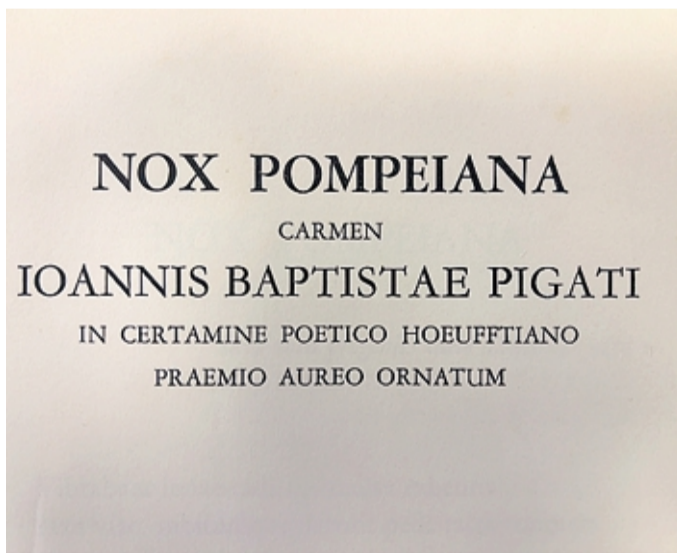 NOX POMPEIANA
CARMEN
IOANNIS BAPTISTAE PIGATI
IN CERTAMINE POETICO HOEUFFTIANO
PRAEMIO AUREO ORNATUM